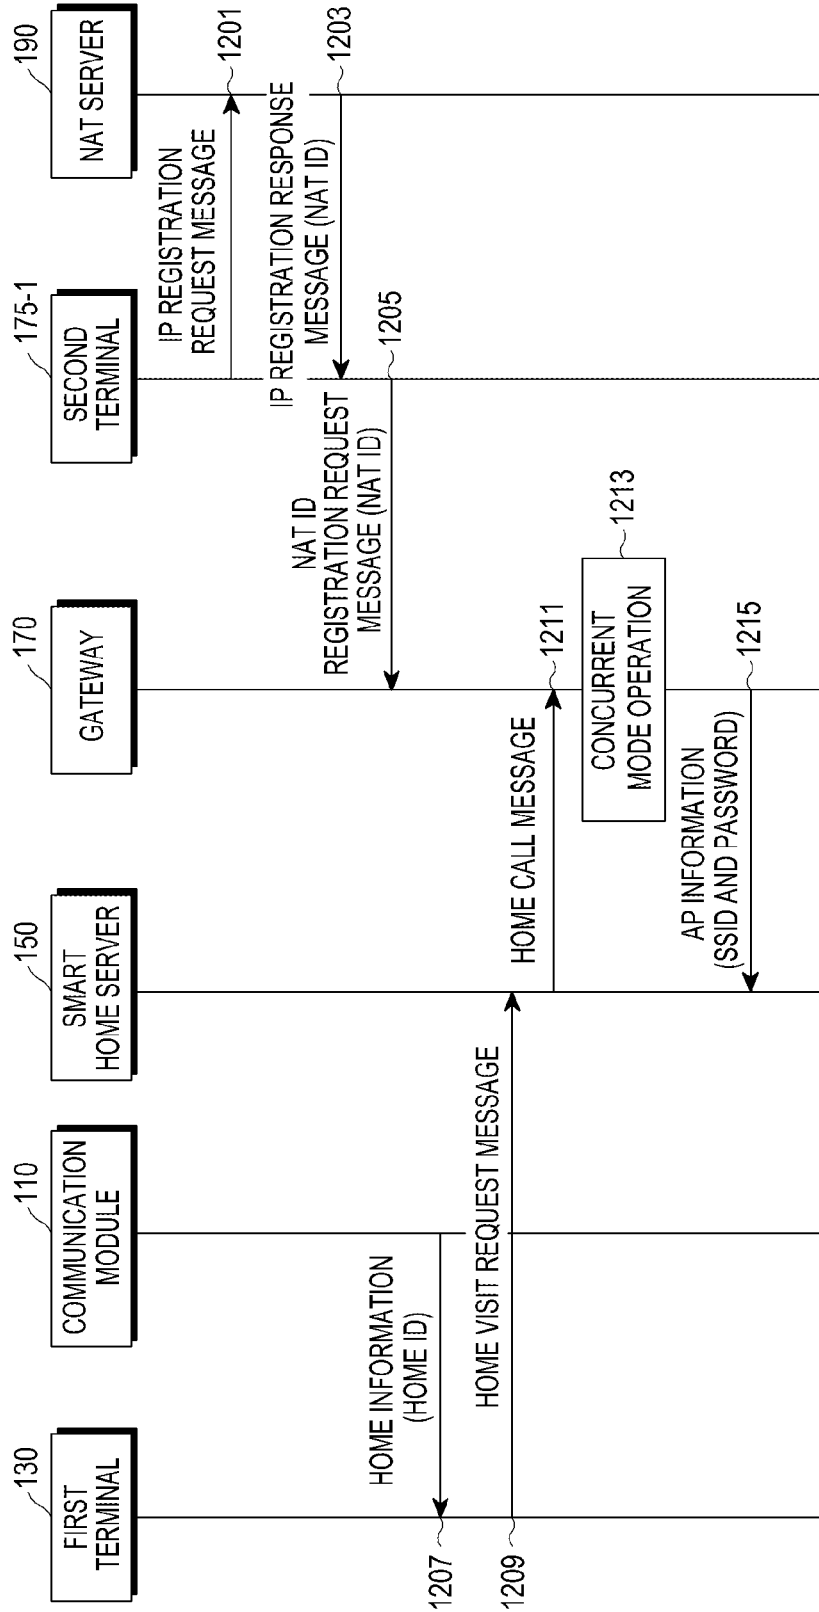 130
FIRST
TERMINAL
110
COMMUNICATION
MODULE
150
SMART
HOME SERVER
170
GATEWAY
175-1
SECOND
TERMINAL
190
NAT SERVER
IP REGISTRATION
REQUEST MESSAGE
1201
IP REGISTRATION RESPONSE
MESSAGE (NAT ID)
1203
NAT ID
REGISTRATION REQUEST
MESSAGE (NAT ID)
1205
HOME INFORMATION
(HOME ID)
1207
HOME VISIT REQUEST MESSAGE
1209
HOME CALL MESSAGE
1211
CONCURRENT
MODE OPERATION
1213
AP INFORMATION
(SSID AND PASSWORD)
1215